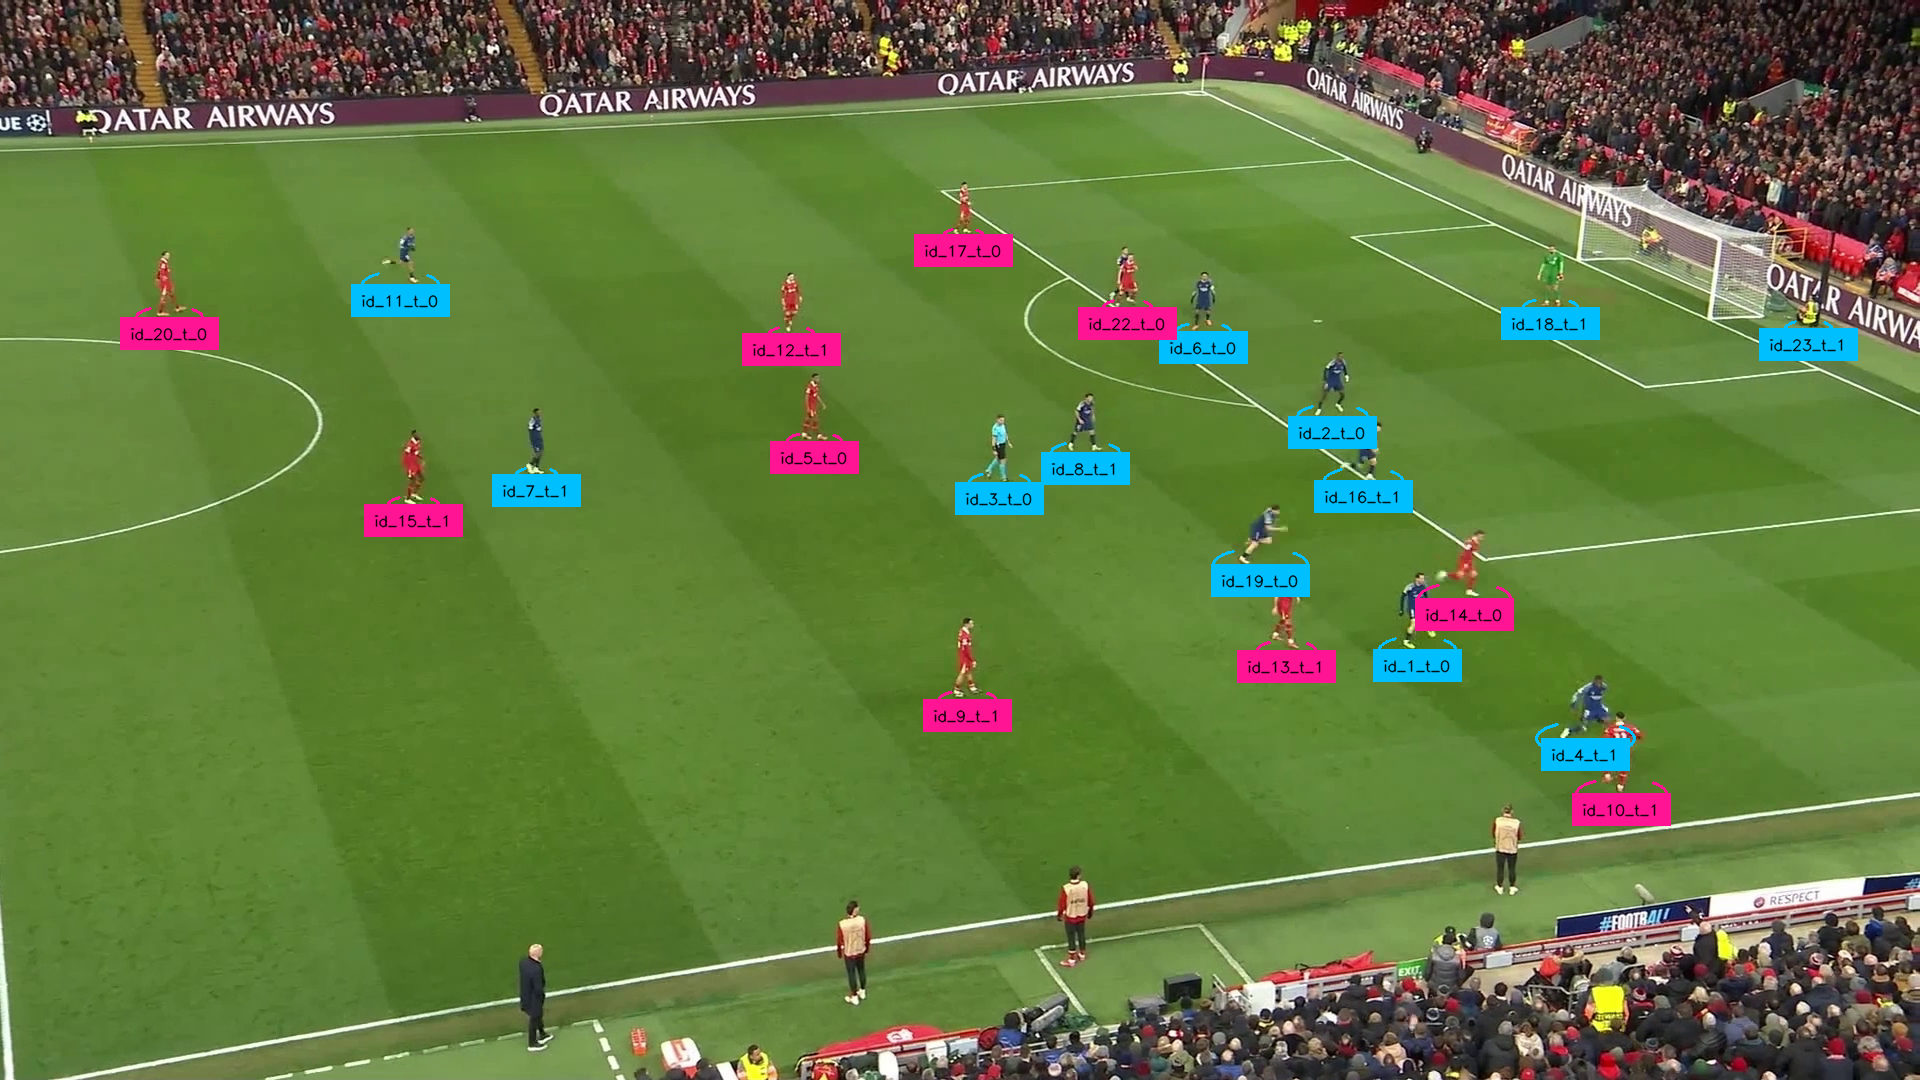 QATAR AIRWAYS
QATAR AIRWAYS
QATAR AIRWAYS
UE
QATAR AIRWAYS
QATAR AIRWAYS
QATAR AIRWA
id_17_t_0
id_11_t_0
id_20_t_0
id_22_t_0
id_18_t_1
id_6_t_0
id_23_t_1
id_12_t_1
id_2_t_0
id_5_t_0
id_8_t_1
id_7_t_1
id_3_t_0
id_16_t_1
id_15_t_1
id_19_t_0
id_14_t_0
id_13_t_1
id_1_t_0
id_9_t_1
id_4_t_1
id_10_t_1
RESPECT
#FOOTBALL
EXIT